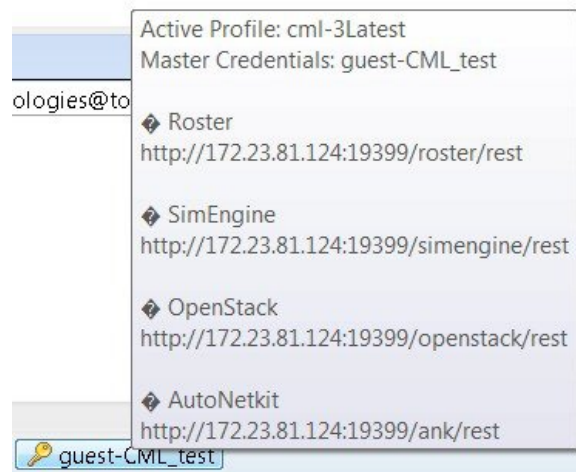 Active Profile: cml-3Latest
Master Credentials: guest-CML_test
ologies@to
� Roster
http://172.23.81.124:19399/roster/rest
� SimEngine
http://172.23.81.124:19399/simengine/rest
� OpenStack
http://172.23.81.124:19399/openstack/rest
� AutoNetkit
http://172.23.81.124:19399/ank/rest
guest-CML_test